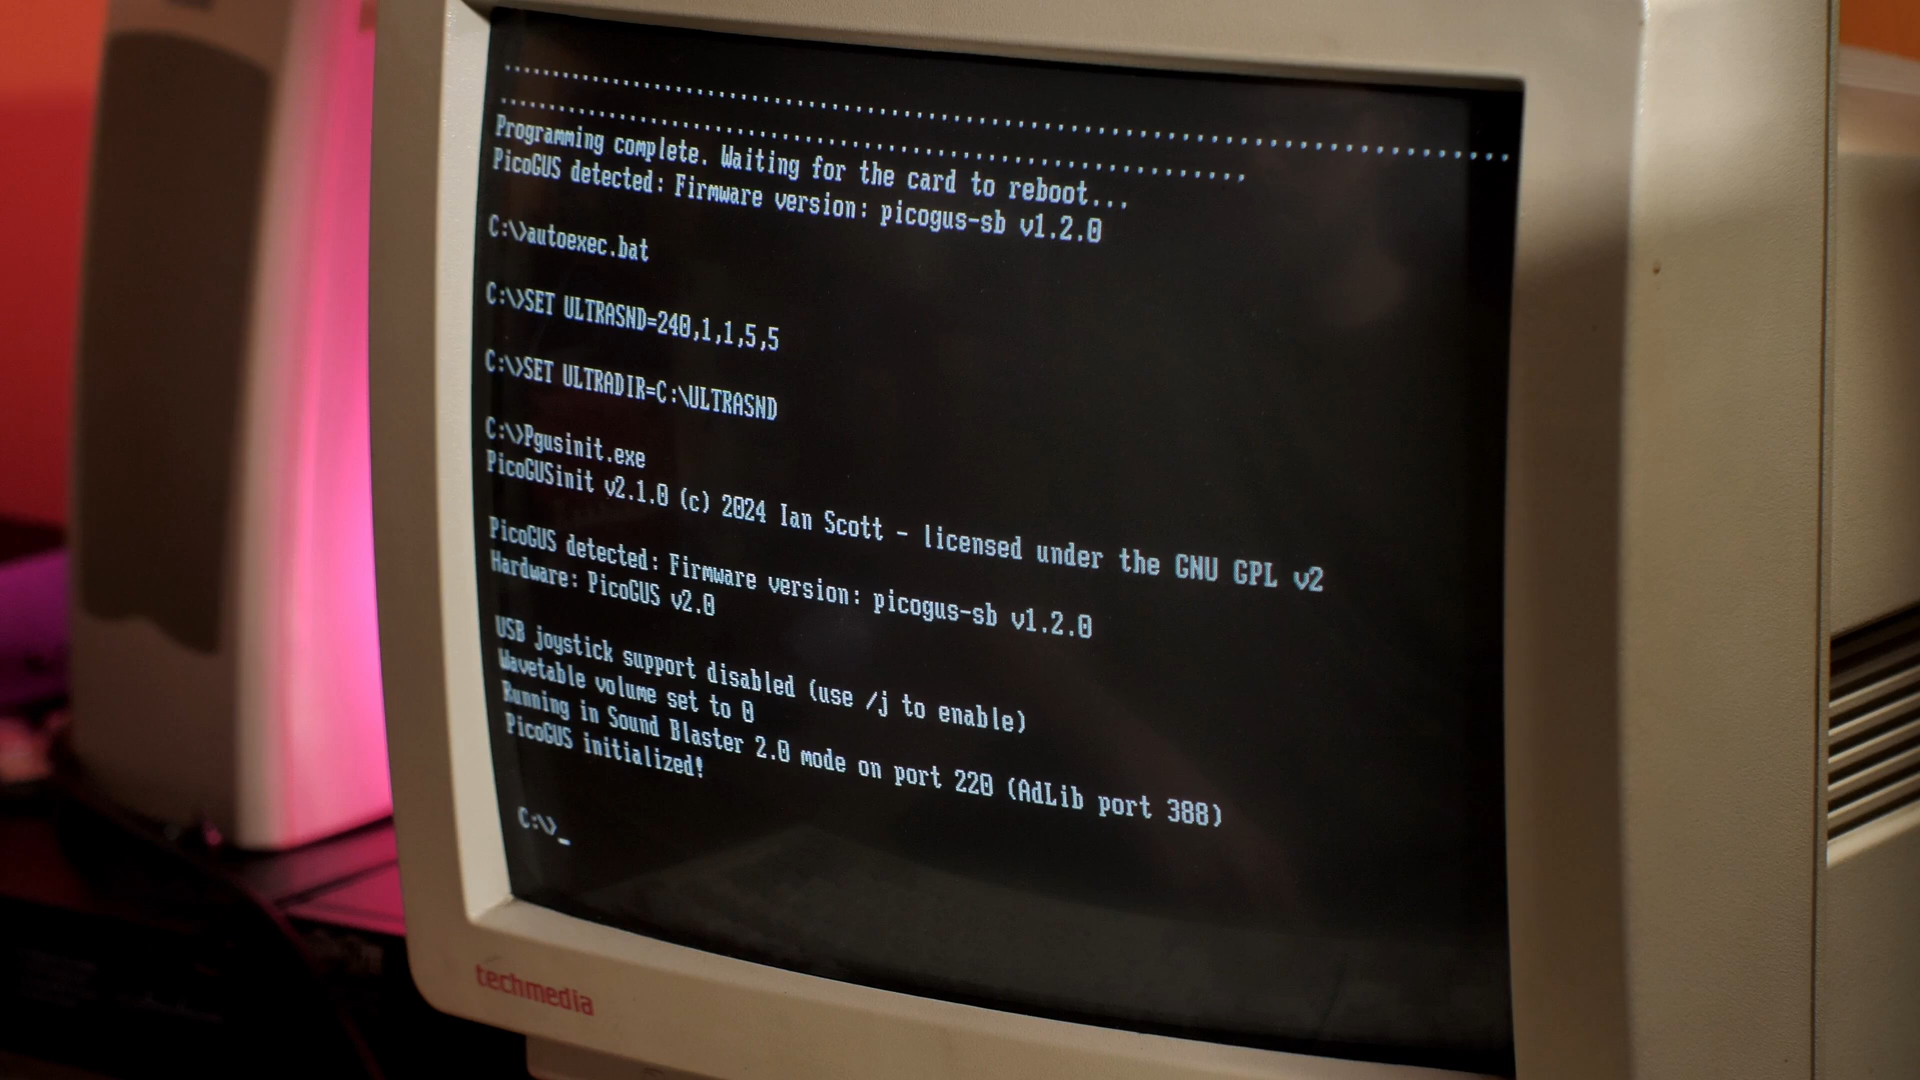 ................................................................................
..........................................................
Programming complete. Waiting for the card to reboot...
PicoGUS detected: Firmware version: picogus-sb v1.2.0
C:\>autoexec.bat
C:\>SET ULTRASND=240,1,1,5,5
C:\>SET ULTRADIR=C:\ULTRASND
C:\>Pgusinit.exe
PicoGUSinit v2.1.0 (c) 2024 Ian Scott - licensed under the GNU GPL v2
PicoGUS detected: Firmware version: picogus-sb v1.2.0
Hardware: PicoGUS v2.0
USB joystick support disabled (use /j to enable)
Wavetable volume set to 0
Running in Sound Blaster 2.0 mode on port 220 (AdLib port 388)
PicoGUS initialized!
C:\>_
techmedia